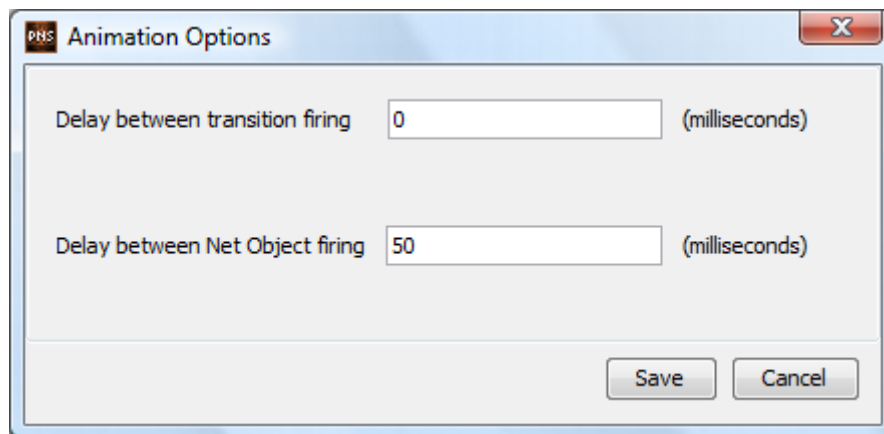 PNS Animation Options
Delay between transition firing 0 (milliseconds)
Delay between Net Object firing 50 (milliseconds)
Save Cancel